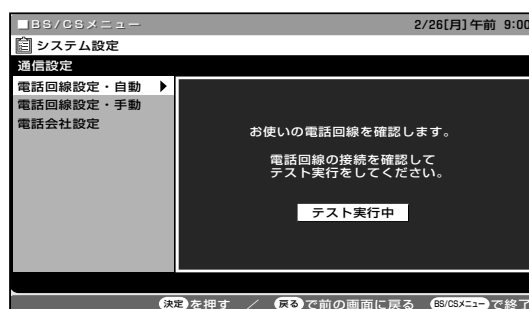 ■BS/CSメニュー 2/26[月]午前 9:00
システム設定
通信設定
電話回線設定・自動 ▶
電話回線設定・手動
電話会社設定
お使いの電話回線を確認します。
電話回線の接続を確認して
テスト実行をしてください。
テスト実行中
決定を押す ／ 戻るで前の画面に戻る BS/CSメニューで終了